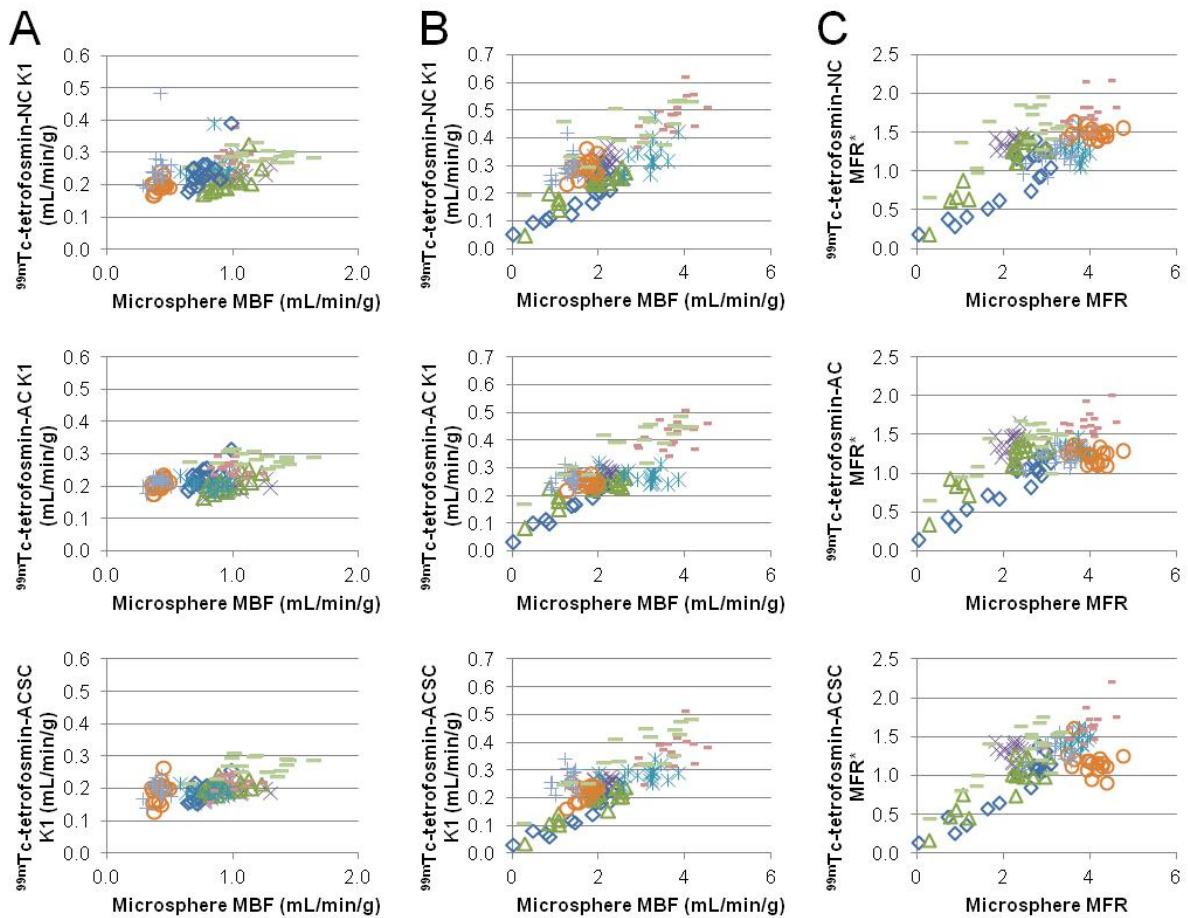 A
B
C
⁹⁹ᵐTc-tetrofosmin-NC K1
(mL/min/g)
0.6
0.5
0.4
0.3
0.2
0.1
0.0
0.0 1.0 2.0
Microsphere MBF (mL/min/g)
⁹⁹ᵐTc-tetrofosmin-NC K1
(mL/min/g)
0.7
0.6
0.5
0.4
0.3
0.2
0.1
0.0
0 2 4 6
Microsphere MBF (mL/min/g)
⁹⁹ᵐTc-tetrofosmin-NC
MFR*
2.5
2.0
1.5
1.0
0.5
0.0
0 2 4 6
Microsphere MFR
⁹⁹ᵐTc-tetrofosmin-AC K1
(mL/min/g)
0.6
0.5
0.4
0.3
0.2
0.1
0.0
0.0 1.0 2.0
Microsphere MBF (mL/min/g)
⁹⁹ᵐTc-tetrofosmin-AC K1
(mL/min/g)
0.7
0.6
0.5
0.4
0.3
0.2
0.1
0.0
0 2 4 6
Microsphere MBF (mL/min/g)
⁹⁹ᵐTc-tetrofosmin-AC
MFR*
2.5
2.0
1.5
1.0
0.5
0.0
0 2 4 6
Microsphere MFR
⁹⁹ᵐTc-tetrofosmin-ACSC
K1 (mL/min/g)
0.6
0.5
0.4
0.3
0.2
0.1
0.0
0.0 1.0 2.0
Microsphere MBF (mL/min/g)
⁹⁹ᵐTc-tetrofosmin-ACSC
K1 (mL/min/g)
0.7
0.6
0.5
0.4
0.3
0.2
0.1
0.0
0 2 4 6
Microsphere MBF (mL/min/g)
⁹⁹ᵐTc-tetrofosmin-ACSC
MFR*
2.5
2.0
1.5
1.0
0.5
0.0
0 2 4 6
Microsphere MFR